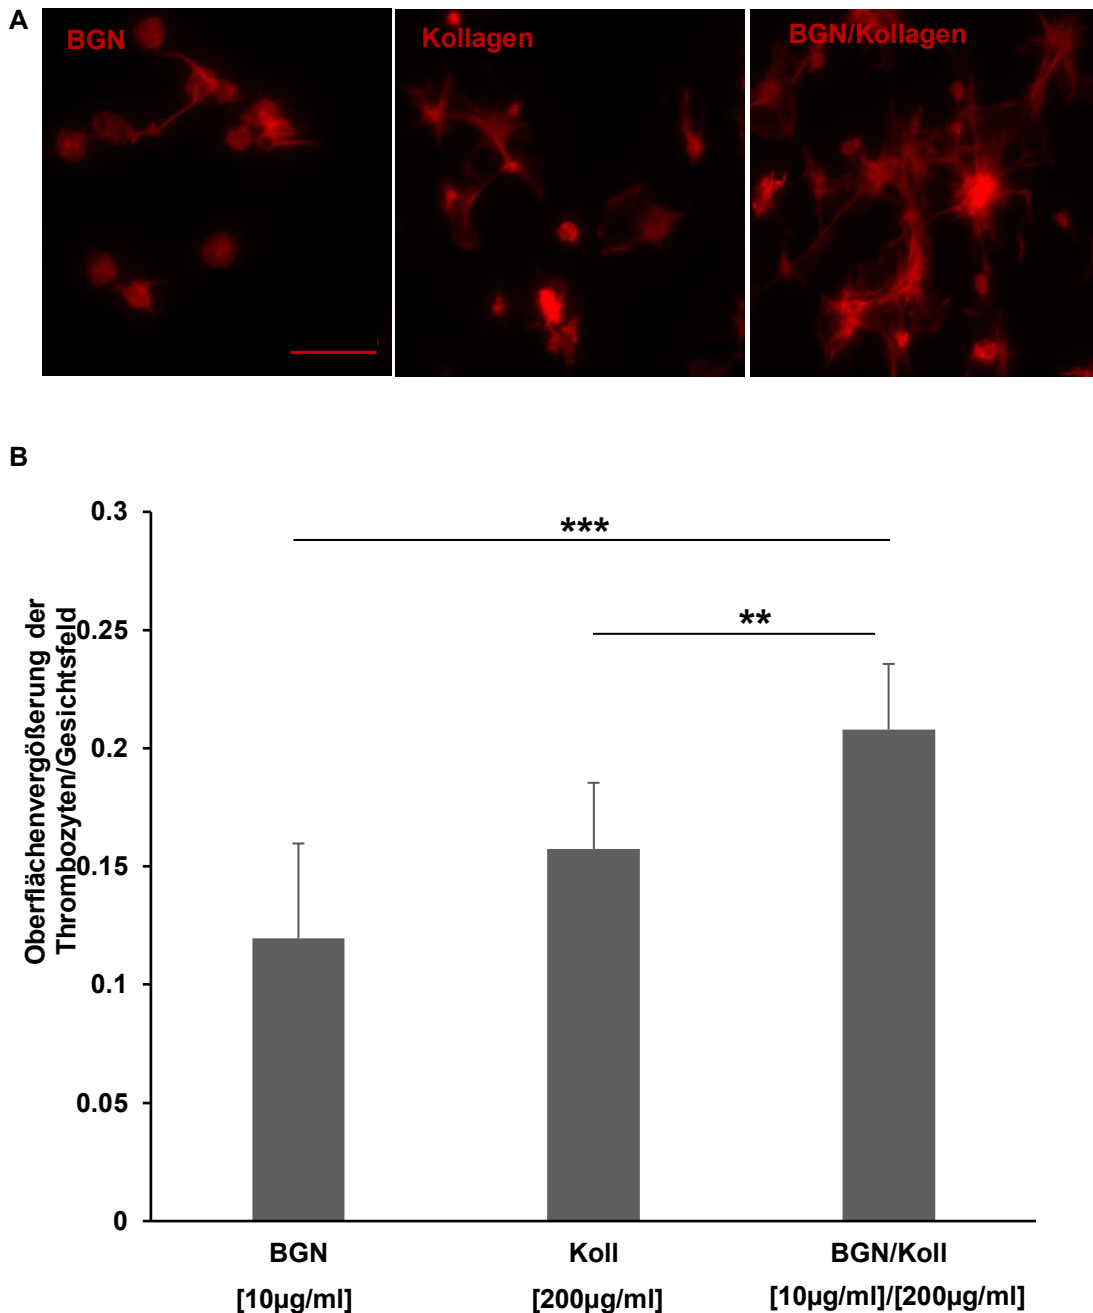 A
BGN
Kollagen
BGN/Kollagen
B
Oberflächenvergößerung der
Thrombozyten/Gesichtsfeld
0.3
0.25
0.2
0.15
0.1
0.05
0
***
**
BGN
[10µg/ml]
Koll
[200µg/ml]
BGN/Koll
[10µg/ml]/[200µg/ml]